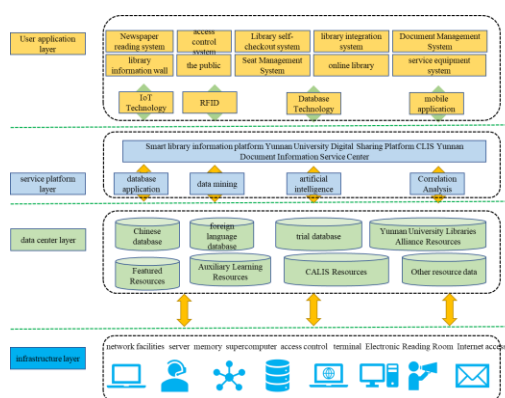 User application
layer
Newspaper
reading system
access
control system
Library self-
checkout system
library integration
system
Document Management
System
library
information wall
the public
Seat Management
System
online library
service equipment
system
IoT
Technology
RFID
Database
Technology
mobile
application
Smart library information platform Yunnan University Digital Sharing Platform CLIS Yunnan
Document Information Service Center
service platform
layer
database
application
data mining
artificial
intelligence
Correlation
Analysis
data center layer
Chinese
database
foreign
language
database
trial database
Yunnan University Libraries
Alliance Resources
Featured
Resources
Auxiliary Learning
Resources
CALIS Resources
Other resource data
infrastructure layer
network facilities server memory supercomputer access control terminal Electronic Reading Room Internet access